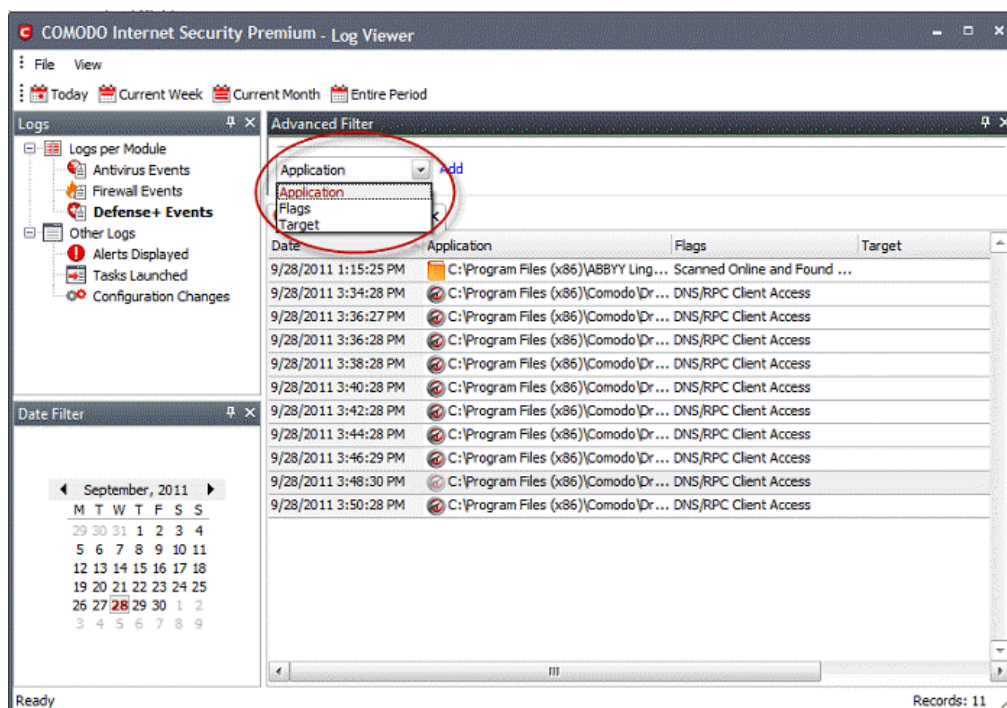 COMODO Internet Security Premium - Log Viewer
File View
Today Current Week Current Month Entire Period
Logs
Logs per Module
Antivirus Events
Firewall Events
Defense+ Events
Other Logs
Alerts Displayed
Tasks Launched
Configuration Changes
Date Filter
September, 2011
M T W T F S S
29 30 31 1 2 3 4
5 6 7 8 9 10 11
12 13 14 15 16 17 18
19 20 21 22 23 24 25
26 27 28 29 30 1 2
3 4 5 6 7 8 9
Advanced Filter
Application Add
Application
Flags
Target
Date Application Flags Target
9/28/2011 1:15:25 PM C:\Program Files (x86)\ABBYY Ling... Scanned Online and Found ...
9/28/2011 3:34:28 PM C:\Program Files (x86)\Comodo\Dr... DNS/RPC Client Access
9/28/2011 3:36:27 PM C:\Program Files (x86)\Comodo\Dr... DNS/RPC Client Access
9/28/2011 3:36:28 PM C:\Program Files (x86)\Comodo\Dr... DNS/RPC Client Access
9/28/2011 3:38:28 PM C:\Program Files (x86)\Comodo\Dr... DNS/RPC Client Access
9/28/2011 3:40:28 PM C:\Program Files (x86)\Comodo\Dr... DNS/RPC Client Access
9/28/2011 3:42:28 PM C:\Program Files (x86)\Comodo\Dr... DNS/RPC Client Access
9/28/2011 3:44:28 PM C:\Program Files (x86)\Comodo\Dr... DNS/RPC Client Access
9/28/2011 3:46:29 PM C:\Program Files (x86)\Comodo\Dr... DNS/RPC Client Access
9/28/2011 3:48:30 PM C:\Program Files (x86)\Comodo\Dr... DNS/RPC Client Access
9/28/2011 3:50:28 PM C:\Program Files (x86)\Comodo\Dr... DNS/RPC Client Access
Ready Records: 11